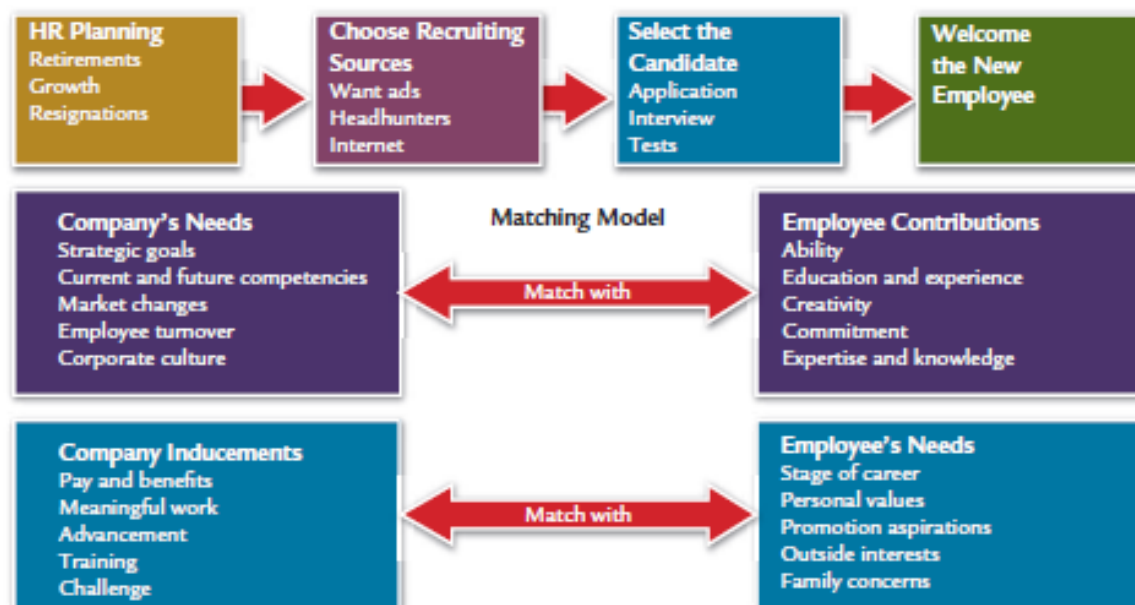 HR Planning
Retirements
Growth
Resignations
Choose Recruiting
Sources
Want ads
Headhunters
Internet
Select the
Candidate
Application
Interview
Tests
Welcome
the New
Employee
Matching Model
Company's Needs
Strategic goals
Current and future competencies
Market changes
Employee turnover
Corporate culture
Match with
Employee Contributions
Ability
Education and experience
Creativity
Commitment
Expertise and knowledge
Company Inducements
Pay and benefits
Meaningful work
Advancement
Training
Challenge
Match with
Employee's Needs
Stage of career
Personal values
Promotion aspirations
Outside interests
Family concerns